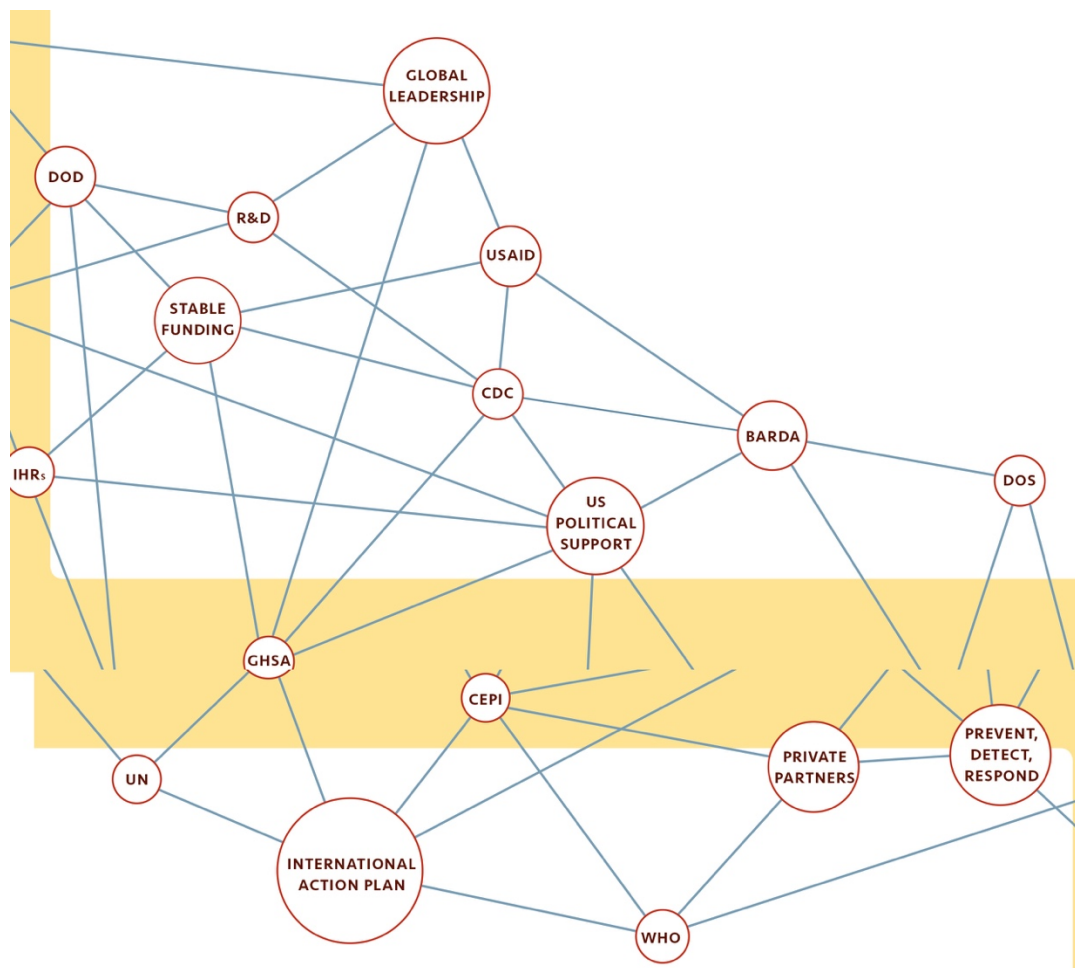 GLOBAL
LEADERSHIP
DOD
R&D
USAID
STABLE
FUNDING
CDC
BARDA
IHRs
DOS
US
POLITICAL
SUPPORT
GHSA
CEPI
PREVENT,
DETECT,
RESPOND
PRIVATE
PARTNERS
UN
INTERNATIONAL
ACTION PLAN
WHO